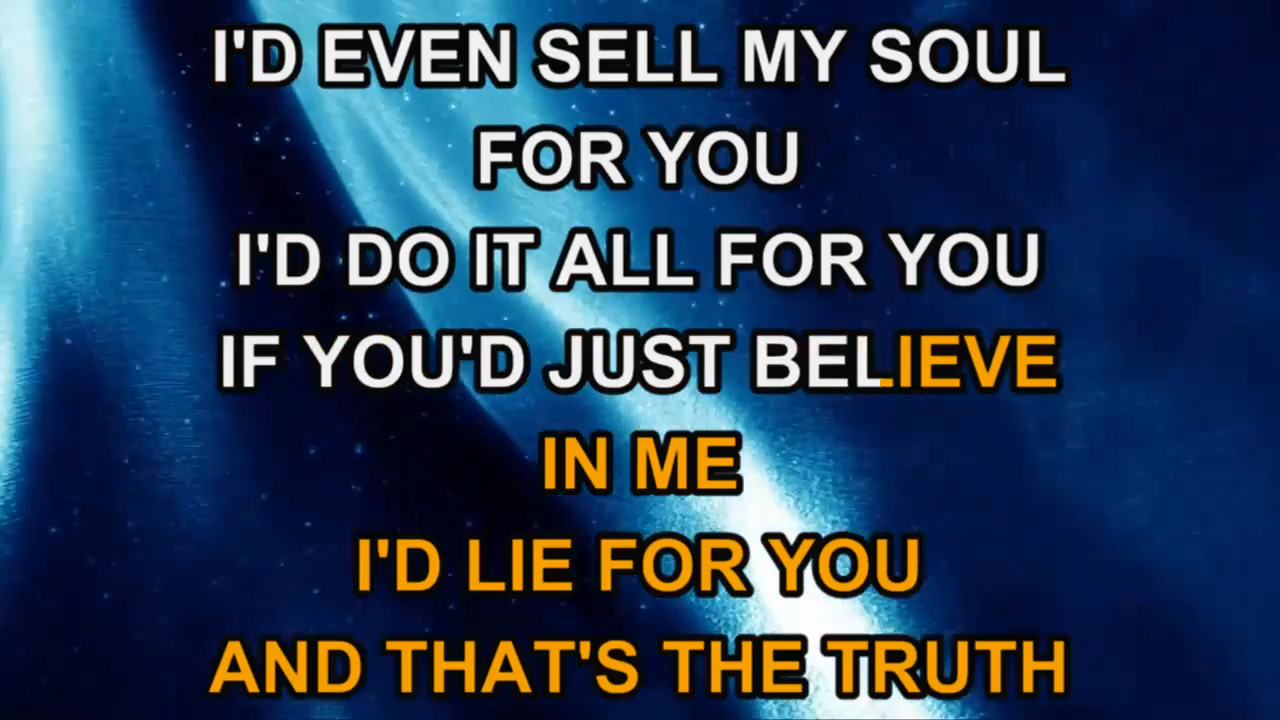 I'D EVEN SELL MY SOUL
FOR YOU
I'D DO IT ALL FOR YOU
IF YOU'D JUST BELIEVE
IN ME
I'D LIE FOR YOU
AND THAT'S THE TRUTH